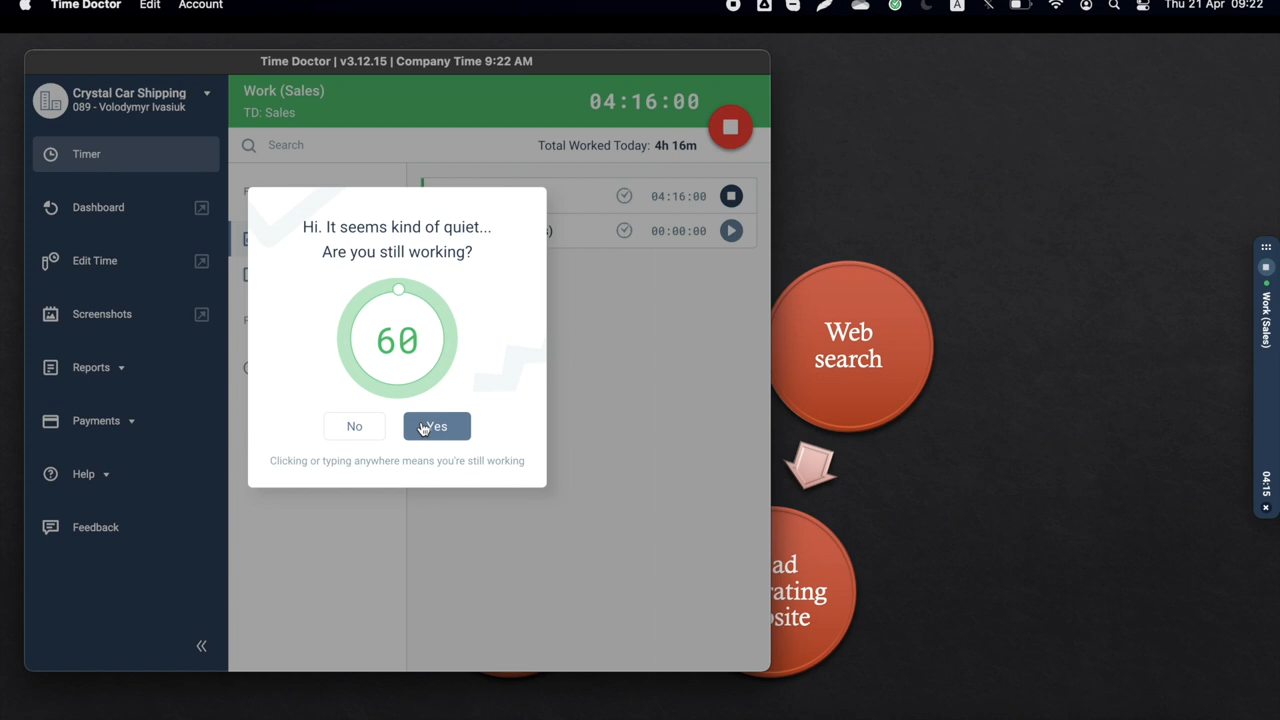 Time Doctor Edit Account
A
Thu 21 Apr 09:22
Time Doctor | v3.12.15 | Company Time 9:22 AM
Crystal Car Shipping
089 - Volodymyr Ivasiuk
Timer
Dashboard
Edit Time
Screenshots
Reports
Payments
Help
Feedback
Work (Sales)
TD: Sales
04:16:00
Search
Total Worked Today: 4h 16m
04:16:00
00:00:00
Hi. It seems kind of quiet...
Are you still working?
60
No
Yes
Clicking or typing anywhere means you're still working
Web
search
ad
rating
site
Work (Sales)
04:15